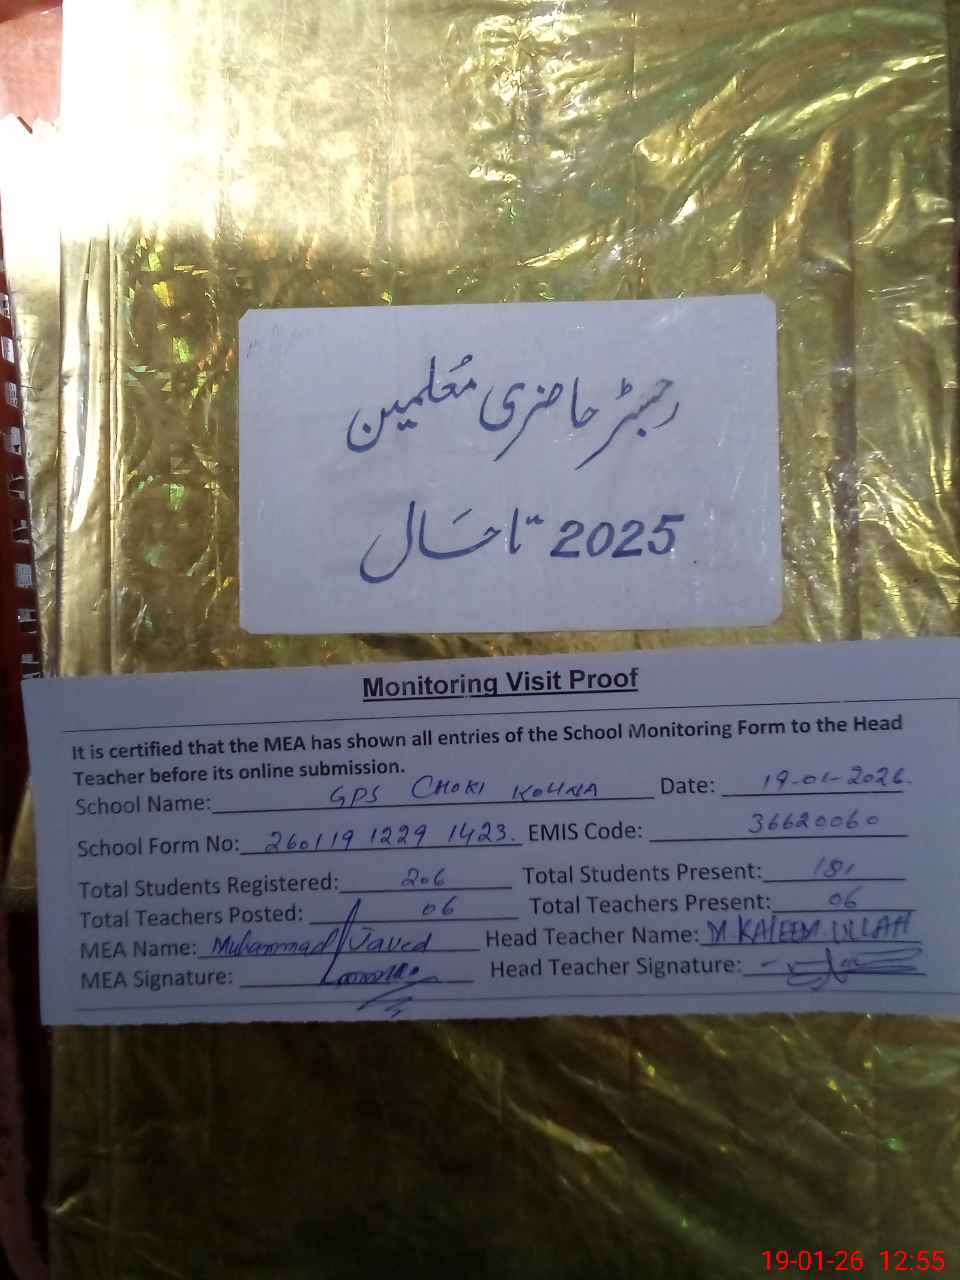 رجسٹر حاضری معلمین
2025 تا حال
Monitoring Visit Proof
It is certified that the MEA has shown all entries of the School Monitoring Form to the Head
Teacher before its online submission.
School Name: GPS CHOKI KOHNA Date: 19-01-2026.
School Form No: 260119 1229 1423. EMIS Code: 36620060
Total Students Registered: 206 Total Students Present: 181
Total Teachers Posted: 06 Total Teachers Present: 06
MEA Name: Muhammad Javed Head Teacher Name: M KALEEM ULLAH
MEA Signature: Head Teacher Signature:
19-01-26 12:55